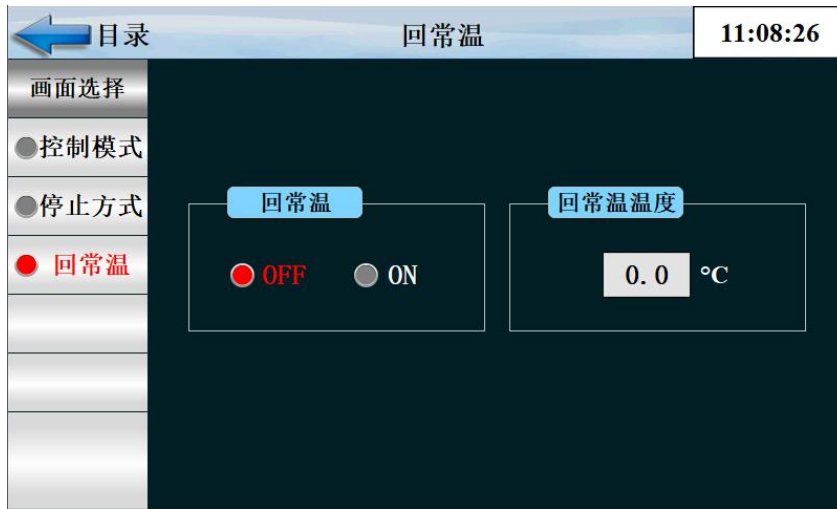 目录
回常温
11:08:26
画面选择
控制模式
停止方式
回常温
回常温
OFF
ON
回常温温度
0.0 °C